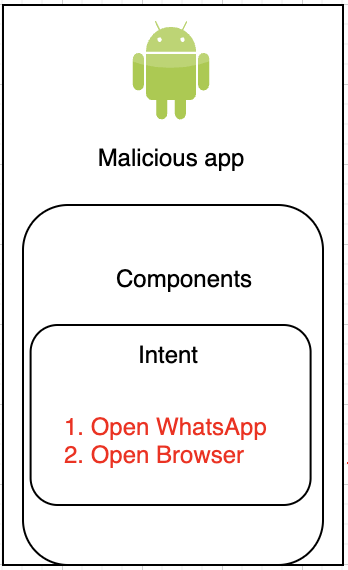 Malicious app
Components
Intent
1. Open WhatsApp
2. Open Browser